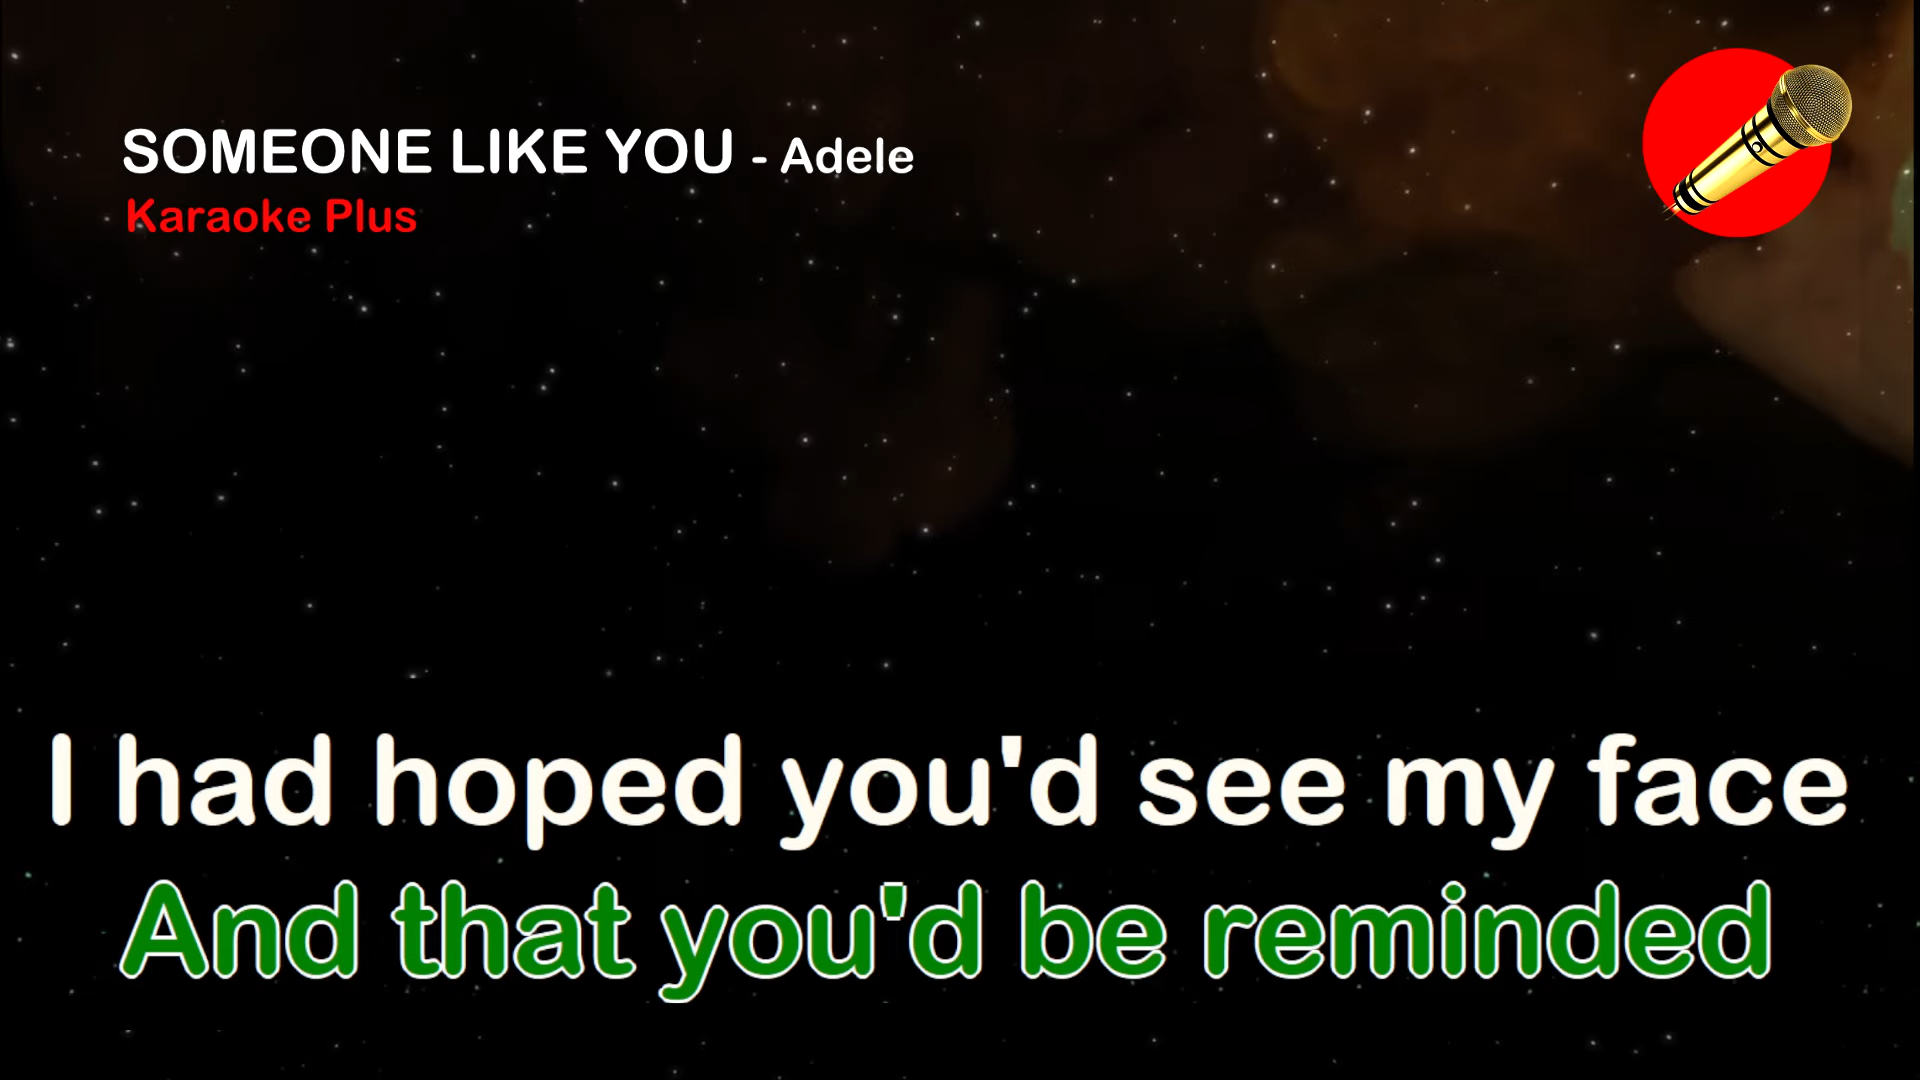 SOMEONE LIKE YOU - Adele
Karaoke Plus
I had hoped you'd see my face
And that you'd be reminded